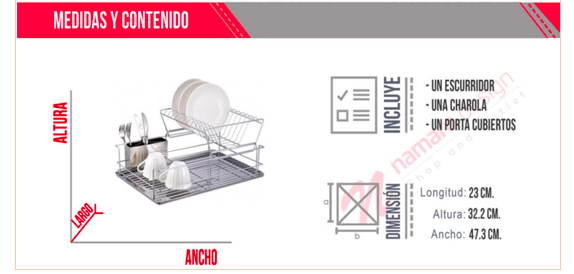 MEDIDAS Y CONTENIDO
ALTURA
LARGO
ANCHO
INCLUYE
- UN ESCURRIDOR
- UNA CHAROLA
- UN PORTA CUBIERTOS
DIMENSIÓN
a
b
Longitud: 23 CM.
Altura: 32.2 CM.
Ancho: 47.3 CM.